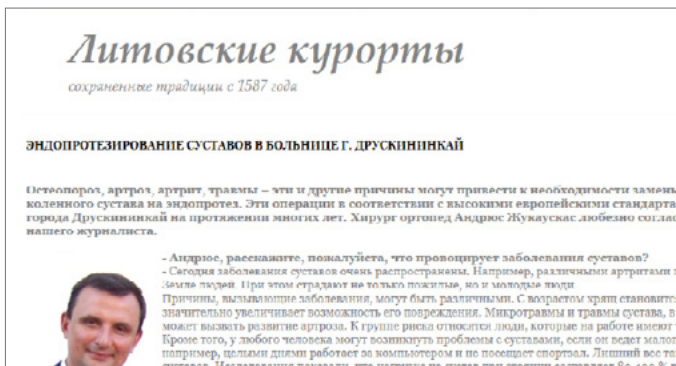 Литовские курорты
сохраненные традиции с 1587 года
ЭНДОПРОТЕЗИРОВАНИЕ СУСТАВОВ В БОЛЬНИЦЕ Г. ДРУСКИНИНКАЙ
Остеопороз, артроз, артрит, травмы – эти и другие причины могут привести к необходимости замены
коленного сустава на эндопротез. Эти операции в соответствии с высокими европейскими стандарта
города Друскининкай на протяжении многих лет. Хирург ортопед Андрюс Жукаускас любезно соглас
нашего журналиста.
- Андрюс, расскажите, пожалуйста, что провоцирует заболевания суставов?
- Сегодня заболевания суставов очень распространены. Например, различными артритами
Земле людей. При этом страдают не только пожилые, но и молодые люди.
Причины, вызывающие заболевания, могут быть различными. С возрастом хрящ становитс
значительно увеличивает возможность его повреждения. Микротравмы и травмы сустава, в
может вызвать развитие артроза. К группе риска относятся люди, которые на работе имеют
Кроме того, у любого человека могут возникнуть проблемы с суставами, если он ведет малоп
например, целыми днями работает за компьютером и не посещает спортзал. Лишний вес та